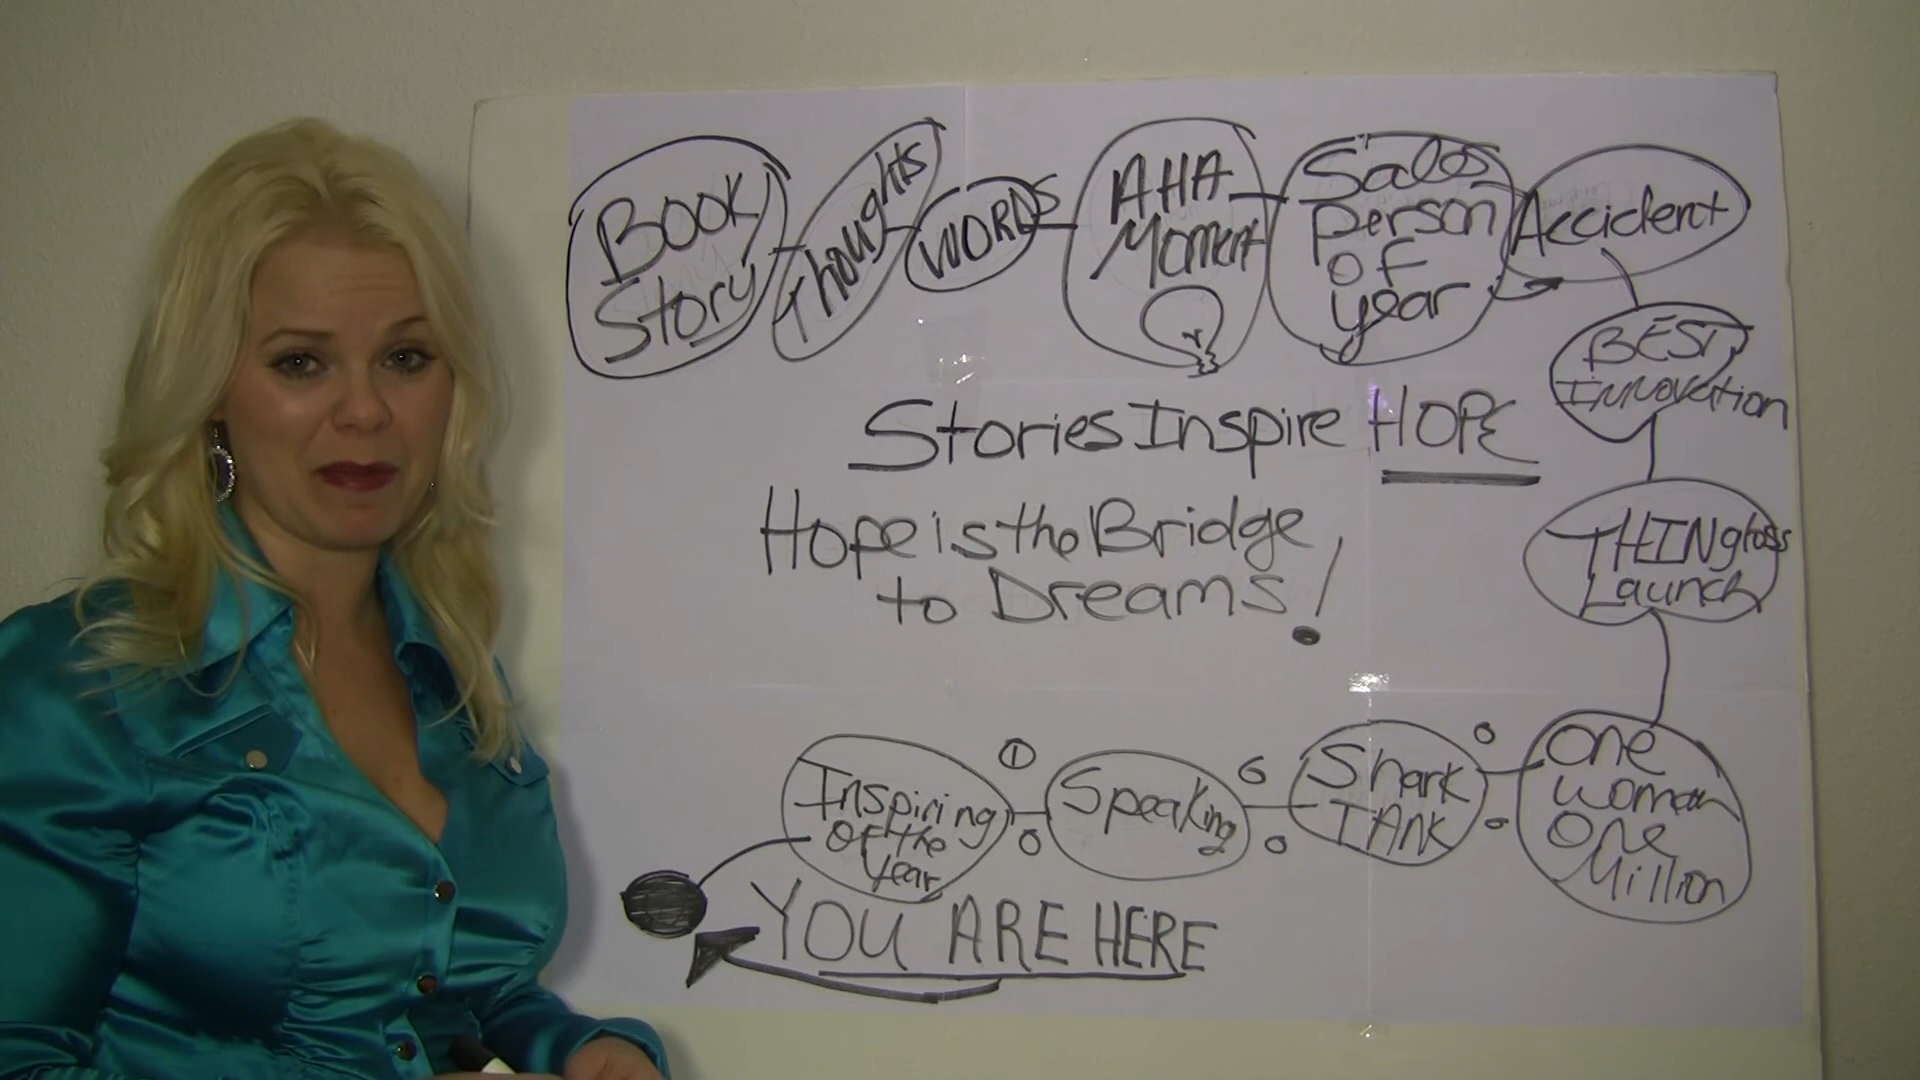 BOOK
Story
Thoughts
WORDS
AHA
Moment
Sales
person
of
year
Accident
BEST
Innovation
THINgloss
Launch
Stories Inspire HOPE
Hope is the Bridge
to Dreams!
One
woman
One
Million
Shark
TANK
Speaking
Inspiring
of the
Year
YOU ARE HERE